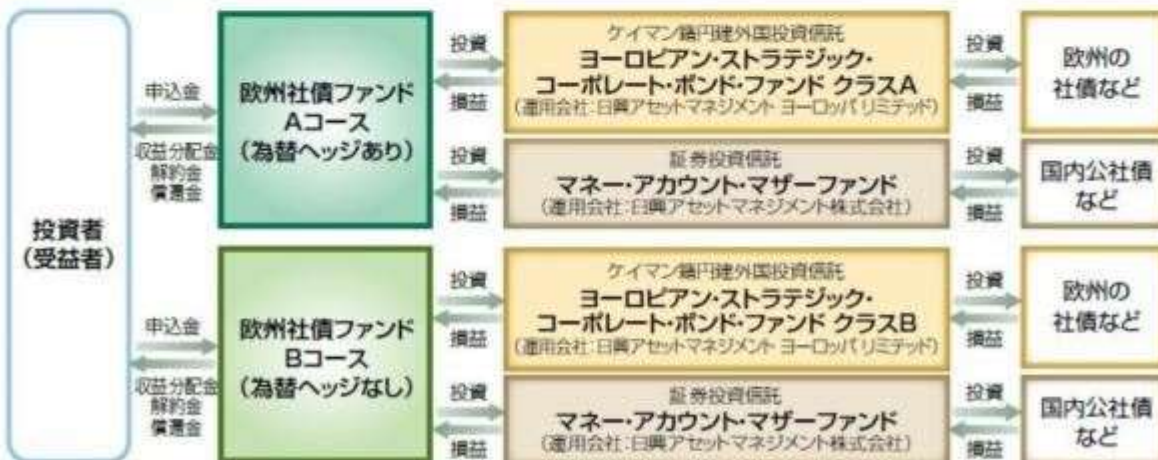 投資者
(受益者)
申込金
収益分配金
解約金
償還金
欧州社債ファンド
Aコース
(為替ヘッジあり)
投資
損益
ケイマン籍円建外国投資信託
ヨーロピアン・ストラテジック・
コーポレート・ボンド・ファンド クラスA
(運用会社:日興アセットマネジメント ヨーロッパ リミテッド)
投資
損益
欧州の
社債など
投資
損益
証券投資信託
マネー・アカウント・マザーファンド
(運用会社:日興アセットマネジメント株式会社)
投資
損益
国内公社債
など
申込金
収益分配金
解約金
償還金
欧州社債ファンド
Bコース
(為替ヘッジなし)
投資
損益
ケイマン籍円建外国投資信託
ヨーロピアン・ストラテジック・
コーポレート・ボンド・ファンド クラスB
(運用会社:日興アセットマネジメント ヨーロッパ リミテッド)
投資
損益
欧州の
社債など
投資
損益
証券投資信託
マネー・アカウント・マザーファンド
(運用会社:日興アセットマネジメント株式会社)
投資
損益
国内公社債
など